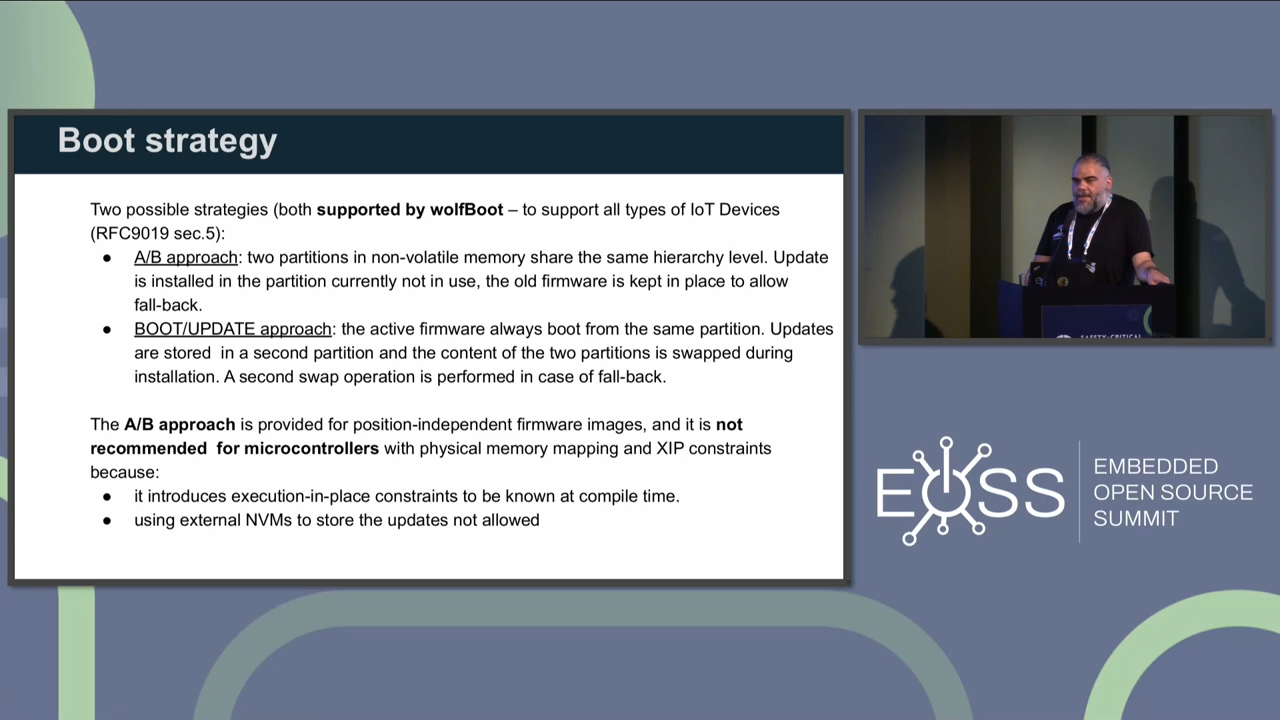 Boot strategy
Two possible strategies (both supported by wolfBoot – to support all types of IoT Devices
(RFC9019 sec.5):
● A/B approach: two partitions in non-volatile memory share the same hierarchy level. Update
is installed in the partition currently not in use, the old firmware is kept in place to allow
fall-back.
● BOOT/UPDATE approach: the active firmware always boot from the same partition. Updates
are stored in a second partition and the content of the two partitions is swapped during
installation. A second swap operation is performed in case of fall-back.
The A/B approach is provided for position-independent firmware images, and it is not
recommended for microcontrollers with physical memory mapping and XIP constraints
because:
● it introduces execution-in-place constraints to be known at compile time.
● using external NVMs to store the updates not allowed
SAFETY-CRITICAL
EOSS
EMBEDDED
OPEN SOURCE
SUMMIT